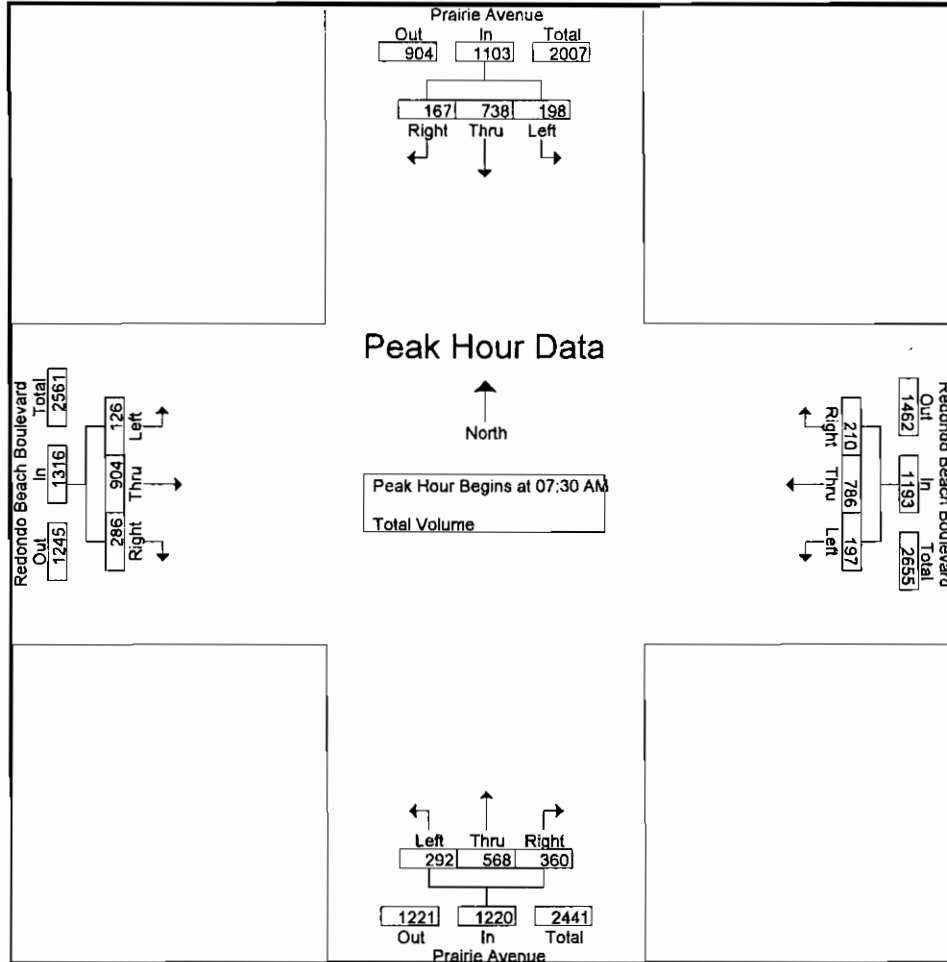 Prairie Avenue
Out In Total
904 1103 2007
167 738 198
Right Thru Left
Peak Hour Data
North
Peak Hour Begins at 07:30 AM
Total Volume
Redondo Beach Boulevard
Out In Total
1245 1316 2561
286 904 126
Right Thru Left
Redondo Beach Boulevard
Out In Total
1462 1193 2655
210 786 197
Right Thru Left
Left Thru Right
292 568 360
1221 1220 2441
Out In Total
Prairie Avenue